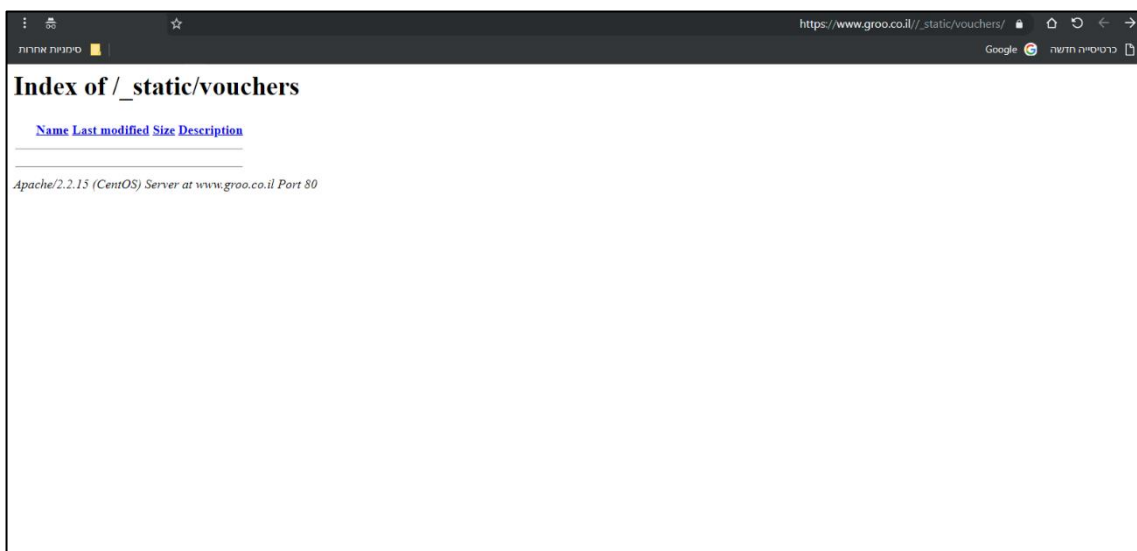 https://www.groo.co.il//_static/vouchers/
כרטיסייה חדשה Google סימניות אחרות
Index of /_static/vouchers
Name Last modified Size Description
Apache/2.2.15 (CentOS) Server at www.groo.co.il Port 80